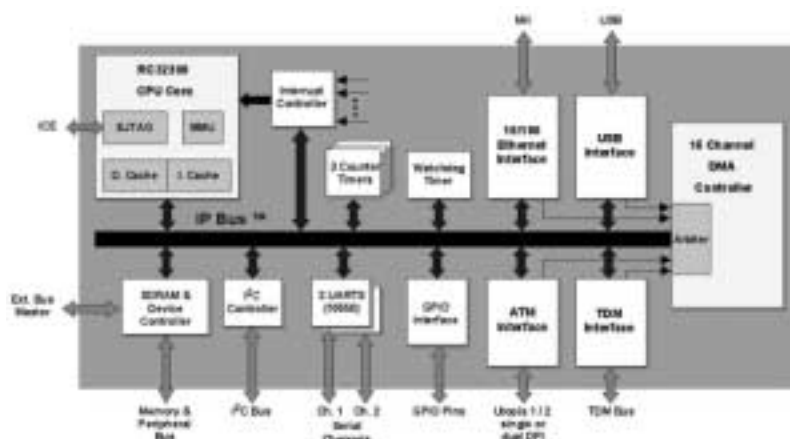 MII
USB
RC32300
CPU Core
EJTAG
MMU
D. Cache
I. Cache
ICE
Interrupt
Controller
3 Counter
Timers
Watchdog
Timer
10/100
Ethernet
Interface
USB
Interface
16 Channel
DMA
Controller
Arbiter
IP Bus ™
Ext. Bus
Master
SDRAM &
Device
Controller
I²C
Controller
2 UARTS
(16550)
GPIO
Interface
ATM
Interface
TDM
Interface
Memory &
Peripheral
Bus
I²C Bus
Ch. 1
Ch. 2
Serial
Channels
GPIO Pins
Utopia 1 / 2
single or
dual DPI
TDM Bus